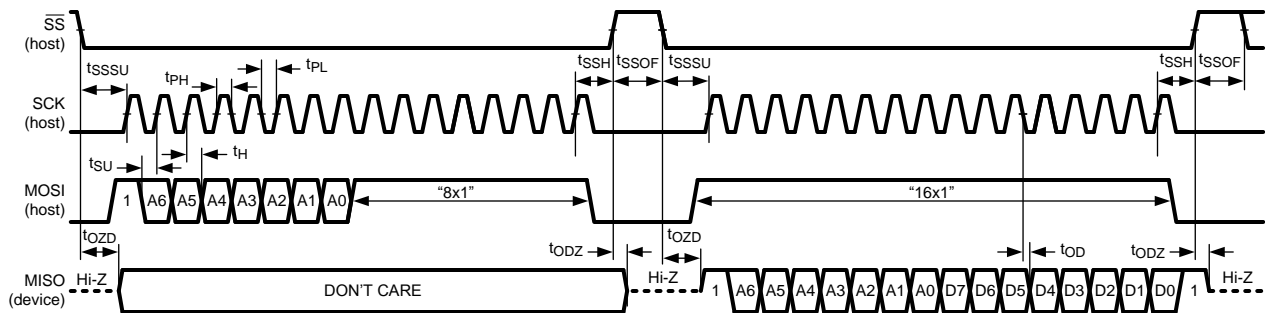 SS
(host)
tSSSU tPH tPL tSSH tSSOF tSSSU tSSH tSSOF
SCK
(host)
tSU tH
MOSI
(host)
1 A6 A5 A4 A3 A2 A1 A0 “8x1” “16x1”
tOZD tODZ tOZD tOD tODZ
MISO
(device)
Hi-Z DON'T CARE Hi-Z 1 A6 A5 A4 A3 A2 A1 A0 D7 D6 D5 D4 D3 D2 D1 D0 1 Hi-Z